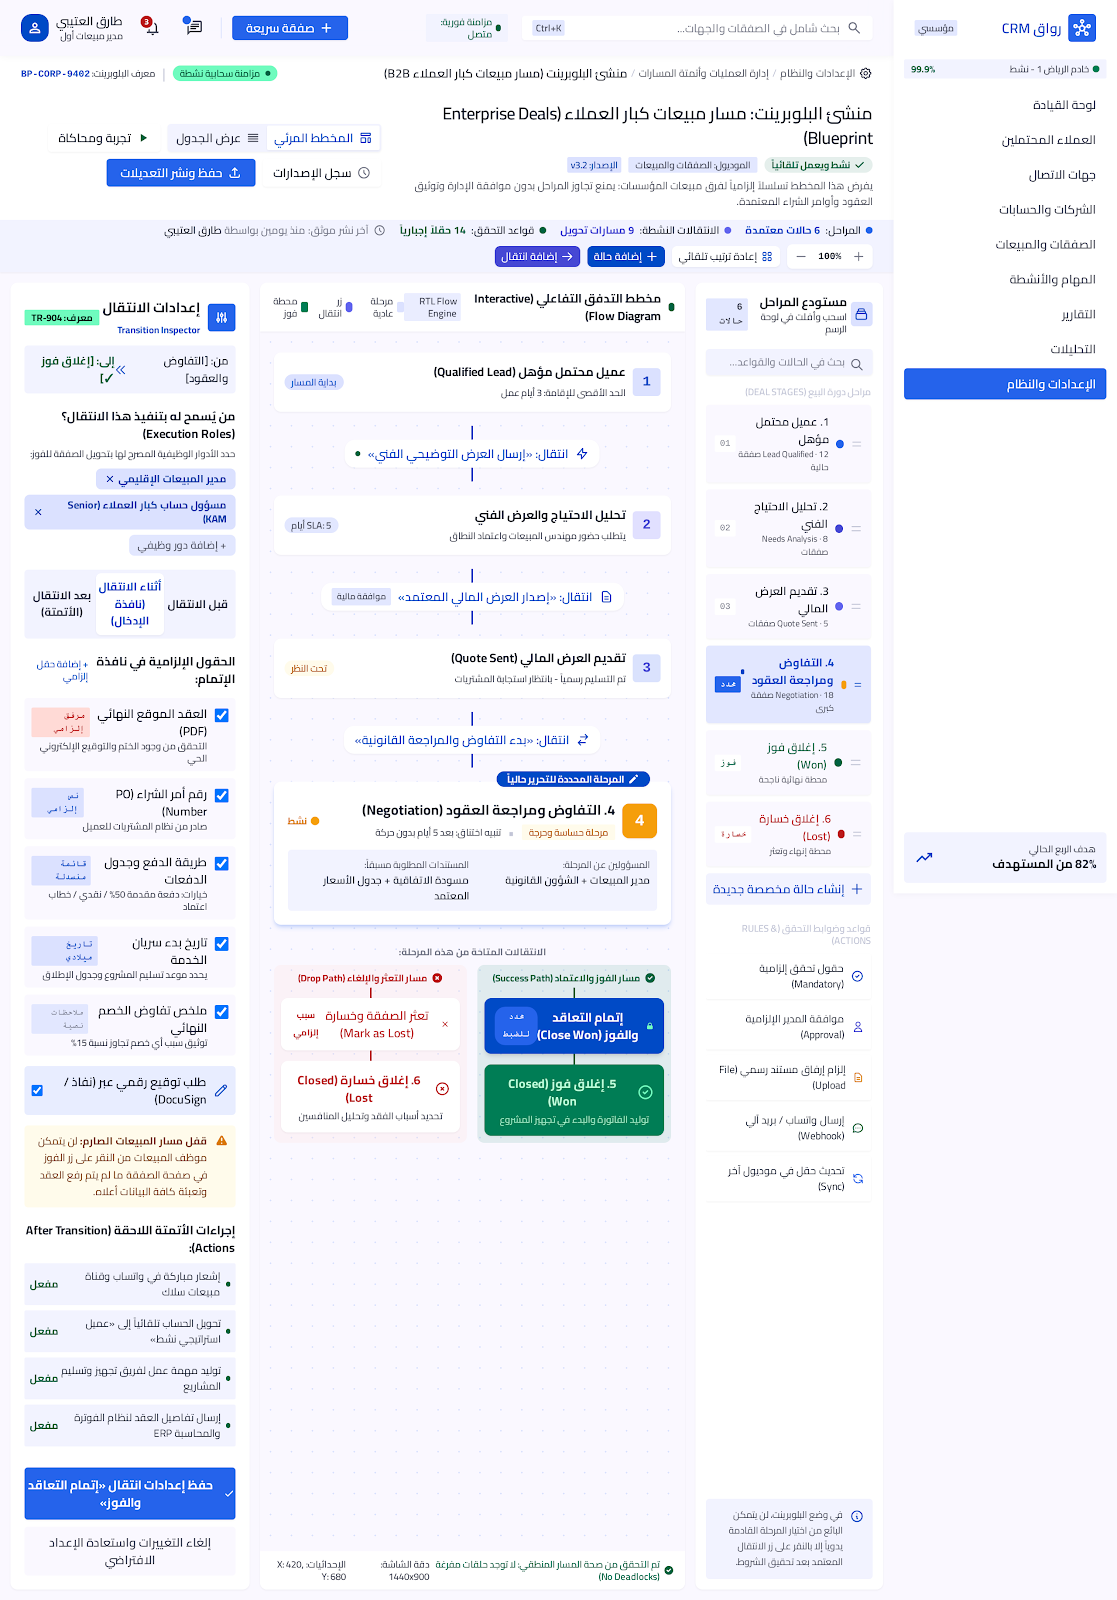 رواق CRM
مؤسسي
خادم الرياض 1 - نشط
99.9%
لوحة القيادة
العملاء المحتملين
جهات الاتصال
الشركات والحسابات
الصفقات والمبيعات
المهام والأنشطة
التقارير
التحليلات
الإعدادات والنظام
هدف الربع الحالي
82% من المستهدف
بحث شامل في الصفقات والجهات...
Ctrl+K
مزامنة فورية:
متصل
صفقة سريعة
3
طارق العتيبي
مدير مبيعات أول
الإعدادات والنظام / إدارة العمليات وأتمتة المسارات / منشئ البلوبرينت (مسار مبيعات كبار العملاء B2B)
مزامنة سحابية نشطة
معرف البلوبرينت: BP-CORP-9402
منشئ البلوبرينت: مسار مبيعات كبار العملاء (Enterprise Deals
Blueprint)
نشط ويعمل تلقائياً
الموديول: الصفقات والمبيعات
الإصدار: v3.2
يفرض هذا المخطط تسلسلاً إلزامياً لفرق مبيعات المؤسسات: يمنع تجاوز المراحل بدون موافقة الإدارة وتوثيق
العقود وأوامر الشراء المعتمدة.
المخطط المرئي
عرض الجدول
تجربة ومحاكاة
سجل الإصدارات
حفظ ونشر التعديلات
المراحل: 6 حالات معتمدة
الانتقالات النشطة: 9 مسارات تحويل
قواعد التحقق: 14 حقلاً إجبارياً
آخر نشر موثق: منذ يومين بواسطة طارق العتيبي
100%
إعادة ترتيب تلقائي
إضافة حالة
إضافة انتقال
مستودع المراحل
اسحب وأفلت في لوحة
الرسم
6
حالات
بحث في الحالات والقواعد...
مراحل دورة البيع (DEAL STAGES)
1. عميل محتمل
مؤهل
Lead Qualified · 12 صفقة
حالية
01
2. تحليل الاحتياج
الفني
Needs Analysis · 8
صفقات
02
3. تقديم العرض
المالي
Quote Sent · 5 صفقات
03
4. التفاوض
ومراجعة العقود
Negotiation · 18 صفقة
كبرى
محدد
5. إغلاق فوز
(Won)
محطة نهائية ناجحة
فوز
6. إغلاق خسارة
(Lost)
محطة إنهاء وتعثر
خسارة
إنشاء حالة مخصصة جديدة
قواعد وضوابط التحقق (RULES &
ACTIONS)
حقول تحقق إلزامية
(Mandatory)
موافقة المدير الإلزامية
(Approval)
إلزام إرفاق مستند رسمي (File
Upload)
إرسال واتساب / بريد آلي
(Webhook)
تحديث حقل في موديول آخر
(Sync)
في وضع البلوبرينت، لن يتمكن
البائع من اختيار المرحلة القادمة
يدوياً إلا بالنقر على زر الانتقال
المعتمد بعد تحقيق الشروط.
مخطط التدفق التفاعلي (Interactive
Flow Diagram)
RTL Flow
Engine
مرحلة
عادية
زر
انتقال
محطة
فوز
1
عميل محتمل مؤهل (Qualified Lead)
الحد الأقصى للإقامة: 3 أيام عمل
بداية المسار
انتقال: «إرسال العرض التوضيحي الفني»
2
تحليل الاحتياج والعرض الفني
يتطلب حضور مهندس المبيعات واعتماد النطاق
SLA: 5 أيام
انتقال: «إصدار العرض المالي المعتمد»
موافقة مالية
3
تقديم العرض المالي (Quote Sent)
تم التسليم رسمياً - بانتظار استجابة المشتريات
تحت النظر
انتقال: «بدء التفاوض والمراجعة القانونية»
المرحلة المحددة للتحرير حالياً
4
4. التفاوض ومراجعة العقود (Negotiation)
مرحلة حساسة وحرجة
تنبيه اختناق: بعد 5 أيام بدون حركة
نشط
المسؤولين عن المرحلة:
مدير المبيعات + الشؤون القانونية
المستندات المطلوبة مسبقاً:
مسودة الاتفاقية + جدول الأسعار
المعتمد
الانتقالات المتاحة من هذه المرحلة:
مسار الفوز والاعتماد (Success Path)
إتمام التعاقد
والفوز (Close Won)
محدد
للضبط
5. إغلاق فوز (Closed
Won)
توليد الفاتورة والبدء في تجهيز المشروع
مسار التعثر والإلغاء (Drop Path)
تعثر الصفقة وخسارة
(Mark as Lost)
سبب
إلزامي
6. إغلاق خسارة (Closed
Lost)
تحديد أسباب الفقد وتحليل المنافسين
تم التحقق من صحة المسار المنطقي: لا توجد حلقات مفرغة
(No Deadlocks)
دقة الشاشة:
1440x900
الإحداثيات: X: 420,
Y: 680
إعدادات الانتقال
Transition Inspector
معرف: TR-904
من: [التفاوض
والعقود]
إلى: [إغلاق فوز
✓]
من يُسمح له بتنفيذ هذا الانتقال؟
(Execution Roles)
حدد الأدوار الوظيفية المصرح لها بتحويل الصفقة للفوز:
مدير المبيعات الإقليمي ×
مسؤول حساب كبار العملاء (Senior
KAM) ×
+ إضافة دور وظيفي
قبل الانتقال
أثناء الانتقال
(نافذة
الإدخال)
بعد الانتقال
(الأتمتة)
الحقول الإلزامية في نافذة
الإتمام:
+ إضافة حقل
إلزامي
العقد الموقع النهائي
(PDF)
التحقق من وجود الختم والتوقيع الإلكتروني
الحي
مرفق
إلزامي
رقم أمر الشراء (PO
Number)
صادر من نظام المشتريات للعميل
نص
إلزامي
طريقة الدفع وجدول
الدفعات
خيارات: دفعة مقدمة 50% / نقدي / خطاب
اعتماد
قائمة
منسدلة
تاريخ بدء سريان
الخدمة
يحدد موعد تسليم المشروع وجدول الإطلاق
تاريخ
ميلادي
ملخص تفاوض الخصم
النهائي
توثيق سبب أي خصم تجاوز نسبة 15%
ملاحظات
نصية
طلب توقيع رقمي عبر (نفاذ /
DocuSign)
قفل مسار المبيعات الصارم: لن يتمكن
موظف المبيعات من النقر على زر الفوز
في صفحة الصفقة ما لم يتم رفع العقد
وتعبئة كافة البيانات أعلاه.
إجراءات الأتمتة اللاحقة (After Transition
Actions):
إشعار مباركة في واتساب وقناة
مبيعات سلاك
مفعل
تحويل الحساب تلقائياً إلى «عميل
استراتيجي نشط»
مفعل
توليد مهمة عمل لفريق تجهيز وتسليم
المشاريع
مفعل
إرسال تفاصيل العقد لنظام الفوترة
والمحاسبة ERP
مفعل
حفظ إعدادات انتقال «إتمام التعاقد
والفوز»
إلغاء التغييرات واستعادة الإعداد
الافتراضي